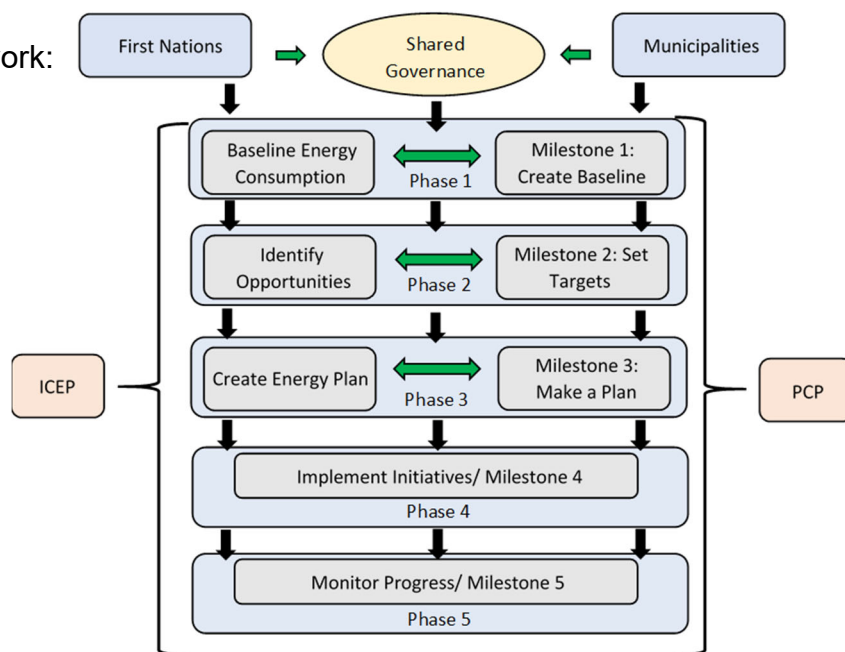 ork:
First Nations
Shared
Governance
Municipalities
Baseline Energy
Consumption
Phase 1
Milestone 1:
Create Baseline
Identify
Opportunities
Phase 2
Milestone 2: Set
Targets
ICEP
Create Energy Plan
Phase 3
Milestone 3:
Make a Plan
PCP
Implement Initiatives/ Milestone 4
Phase 4
Monitor Progress/ Milestone 5
Phase 5